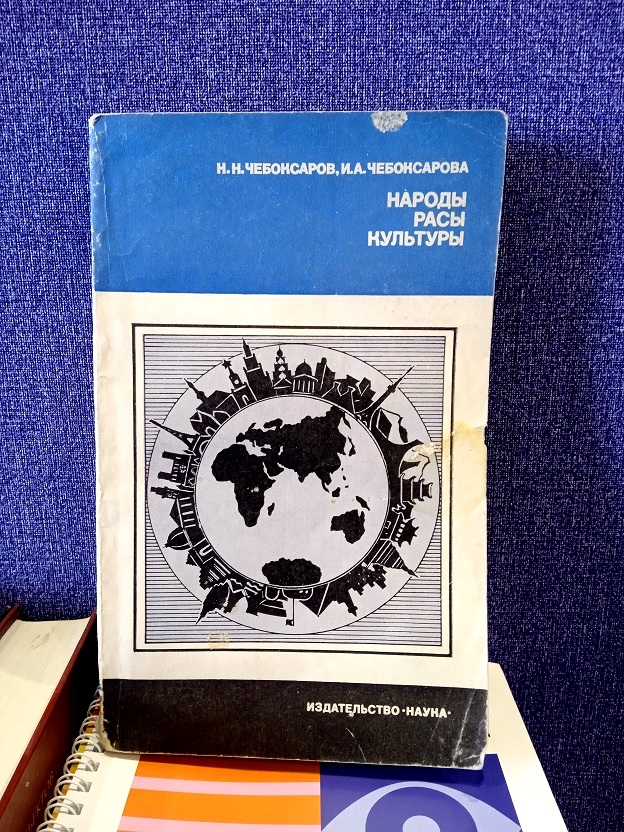 Н. Н. ЧЕБОКСАРОВ, И. А. ЧЕБОКСАРОВА
НАРОДЫ
РАСЫ
КУЛЬТУРЫ
ИЗДАТЕЛЬСТВО «НАУКА»